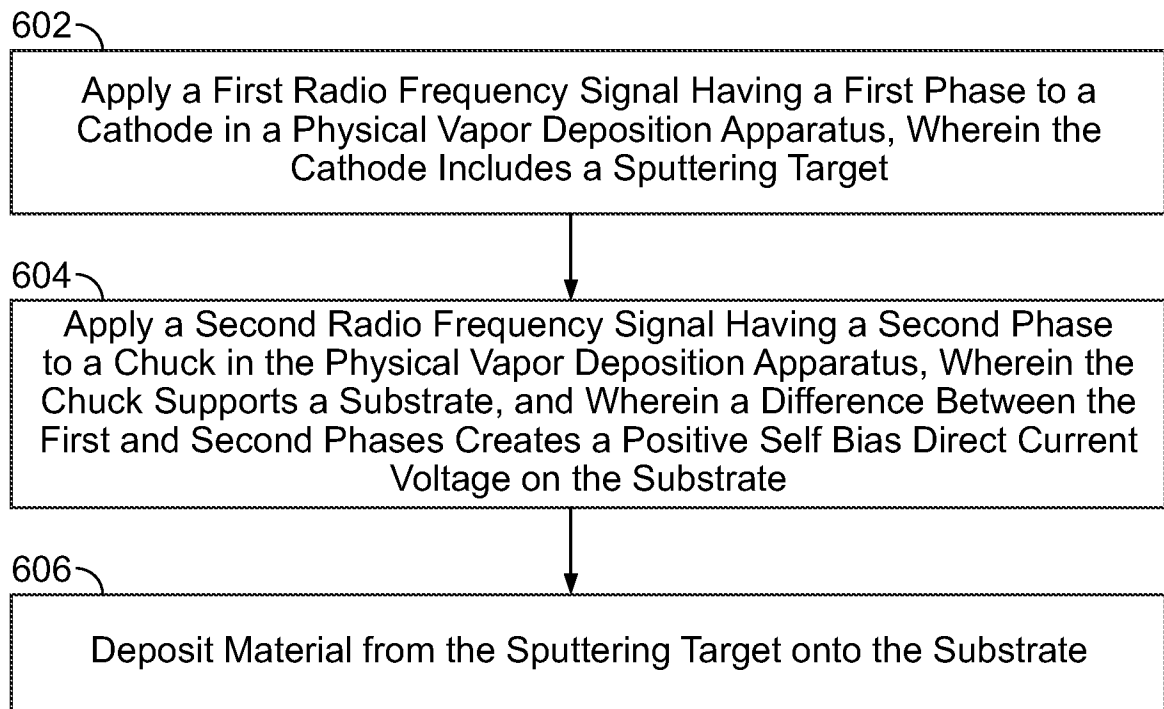 602
Apply a First Radio Frequency Signal Having a First Phase to a
Cathode in a Physical Vapor Deposition Apparatus, Wherein the
Cathode Includes a Sputtering Target
604
Apply a Second Radio Frequency Signal Having a Second Phase
to a Chuck in the Physical Vapor Deposition Apparatus, Wherein the
Chuck Supports a Substrate, and Wherein a Difference Between the
First and Second Phases Creates a Positive Self Bias Direct Current
Voltage on the Substrate
606
Deposit Material from the Sputtering Target onto the Substrate